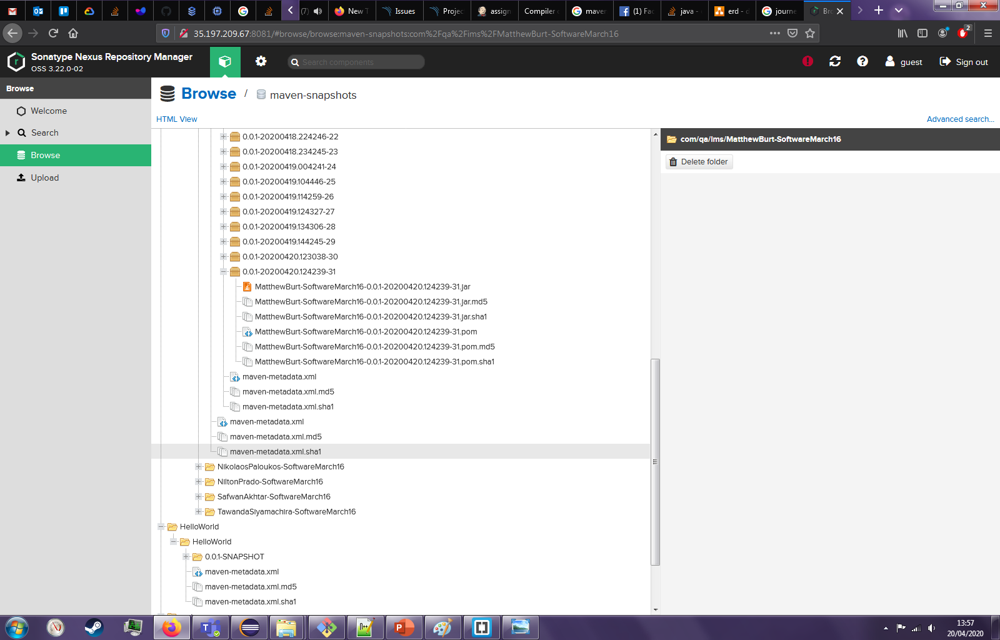 (7)
New T
Issues
Projec
assign
Compiler
maven
(1) Fac
java -
erd - d
journe
Br
35.197.209.67:8081/#browse/browse:maven-snapshots:com%2Fqa%2Fims%2FMatthewBurt-SoftwareMarch16
2
Sonatype Nexus Repository Manager
OSS 3.22.0-02
Search components
guest
Sign out
Browse
Welcome
Search
Browse
Upload
Browse / maven-snapshots
HTML View
Advanced search...
0.0.1-20200418.224246-22
0.0.1-20200418.234245-23
0.0.1-20200419.004241-24
0.0.1-20200419.104446-25
0.0.1-20200419.114259-26
0.0.1-20200419.124327-27
0.0.1-20200419.134306-28
0.0.1-20200419.144245-29
0.0.1-20200420.123038-30
0.0.1-20200420.124239-31
MatthewBurt-SoftwareMarch16-0.0.1-20200420.124239-31.jar
MatthewBurt-SoftwareMarch16-0.0.1-20200420.124239-31.jar.md5
MatthewBurt-SoftwareMarch16-0.0.1-20200420.124239-31.jar.sha1
MatthewBurt-SoftwareMarch16-0.0.1-20200420.124239-31.pom
MatthewBurt-SoftwareMarch16-0.0.1-20200420.124239-31.pom.md5
MatthewBurt-SoftwareMarch16-0.0.1-20200420.124239-31.pom.sha1
maven-metadata.xml
maven-metadata.xml.md5
maven-metadata.xml.sha1
maven-metadata.xml
maven-metadata.xml.md5
maven-metadata.xml.sha1
NikolaosPaloukos-SoftwareMarch16
NiltonPrado-SoftwareMarch16
SafwanAkhtar-SoftwareMarch16
TawandaSiyamachira-SoftwareMarch16
HelloWorld
HelloWorld
0.0.1-SNAPSHOT
maven-metadata.xml
maven-metadata.xml.md5
maven-metadata.xml.sha1
com/qa/ims/MatthewBurt-SoftwareMarch16
Delete folder
13:57
20/04/2020